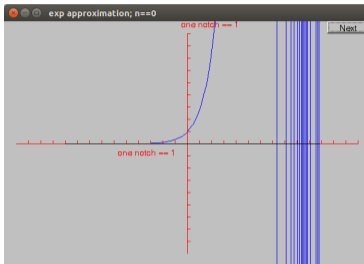 exp approximation; n==0
one notch == 1
Next
one notch == 1